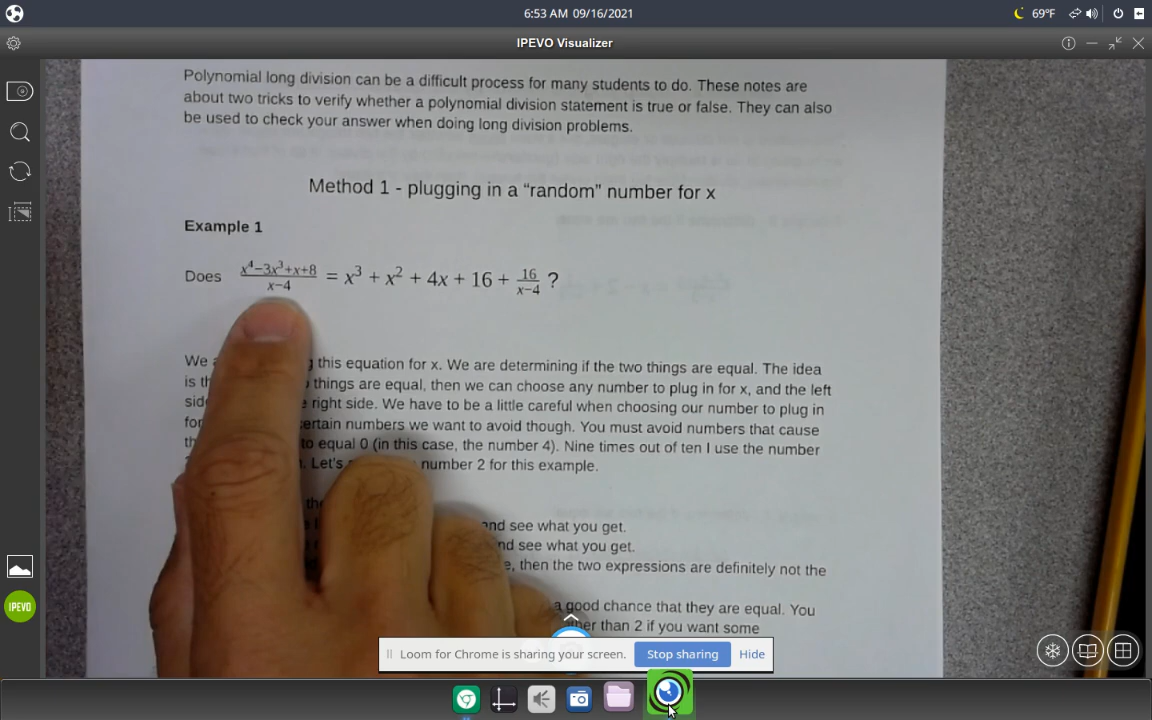 6:53 AM 09/16/2021
69°F
IPEVO Visualizer
Polynomial long division can be a difficult process for many students to do. These notes are
about two tricks to verify whether a polynomial division statement is true or false. They can also
be used to check your answer when doing long division problems.
Method 1 - plugging in a “random” number for x
Example 1
Does (x⁴−3x³+x+8)/(x−4) = x³ + x² + 4x + 16 + 16/(x−4) ?
We this equation for x. We are determining if the two things are equal. The idea
is things are equal, then we can choose any number to plug in for x, and the left
right side. We have to be a little careful when choosing our number to plug in
certain numbers we want to avoid though. You must avoid numbers that cause
to equal 0 (in this case, the number 4). Nine times out of ten I use the number
Let's number 2 for this example.
and see what you get.
and see what you get.
then the two expressions are definitely not the
a good chance that they are equal. You
than 2 if you want some
Loom for Chrome is sharing your screen. Stop sharing Hide
IPEVO